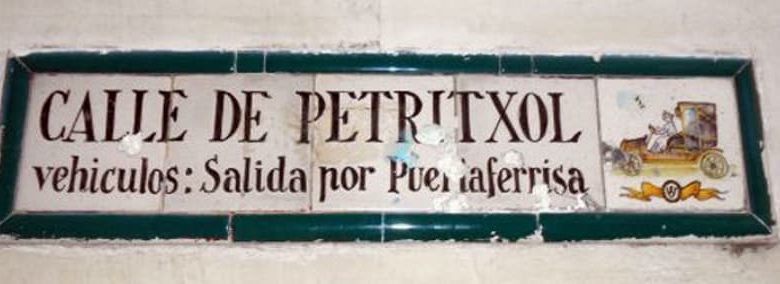 CALLE DE PETRITXOL
vehiculos: Salida por Puertaferrisa